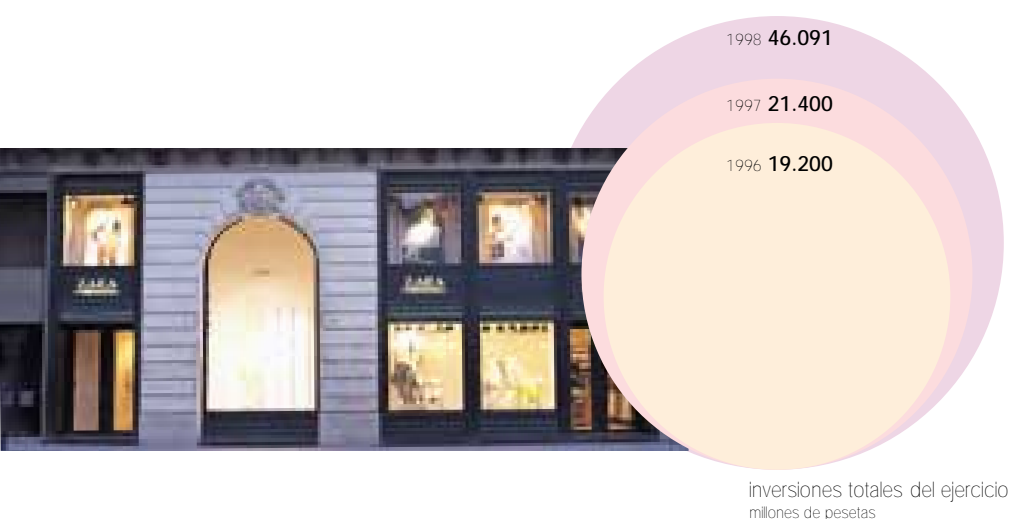 1998 46.091
1997 21.400
1996 19.200
ZARA
ZARA
inversiones totales del ejercicio
millones de pesetas